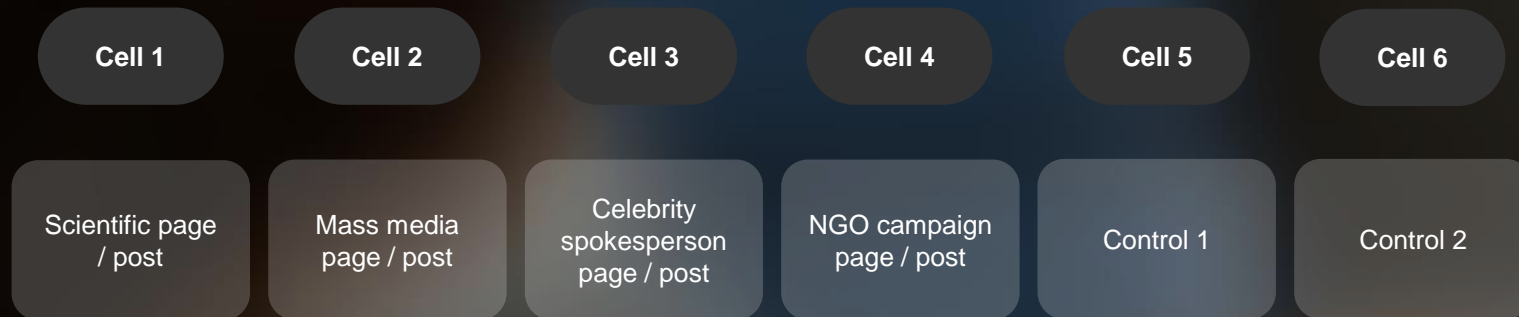 Cell 1
Cell 2
Cell 3
Cell 4
Cell 5
Cell 6
Scientific page
/ post
Mass media
page / post
Celebrity
spokesperson
page / post
NGO campaign
page / post
Control 1
Control 2